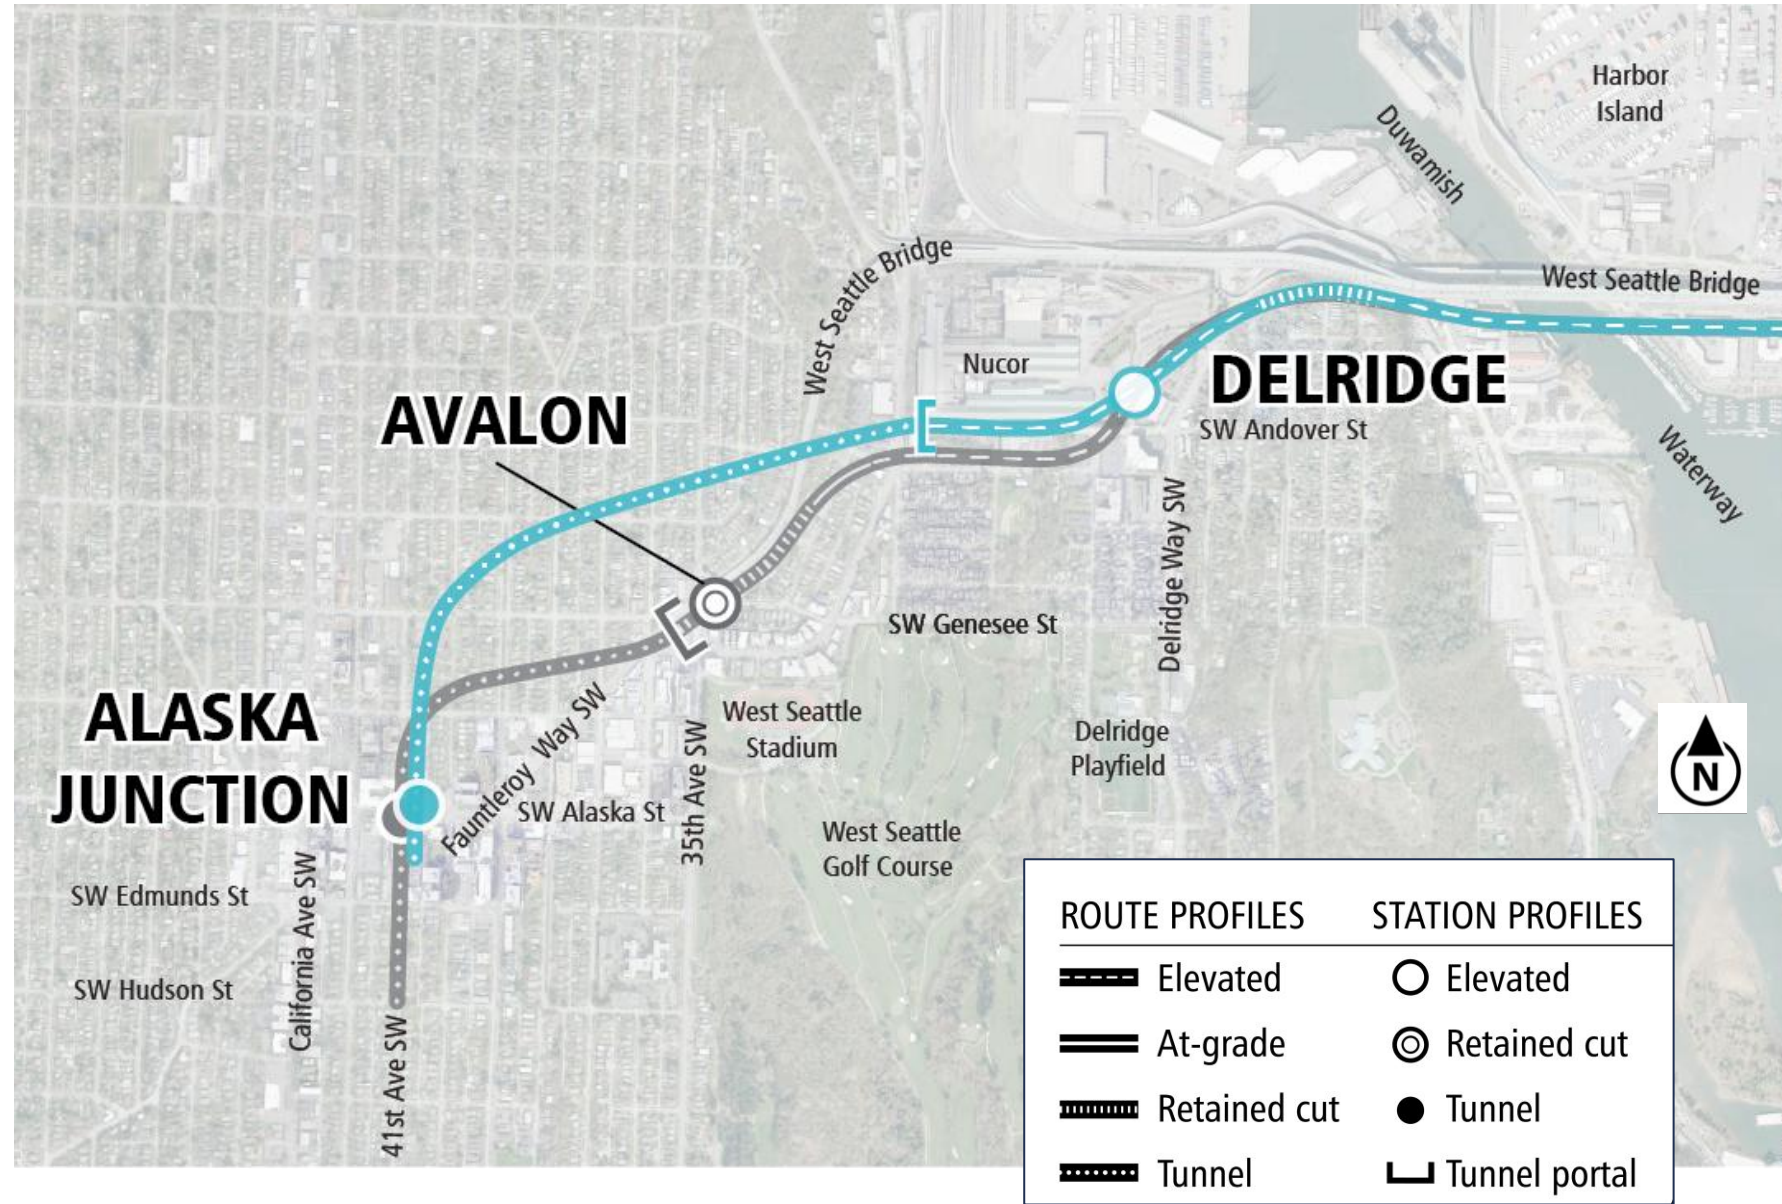 Harbor
Island
Duwamish
West Seattle Bridge
West Seattle Bridge
Nucor
DELRIDGE
AVALON
SW Andover St
Waterway
Delridge Way SW
SW Genesee St
ALASKA
JUNCTION
Fauntleroy Way SW
West Seattle
Stadium
35th Ave SW
Delridge
Playfield
N
SW Alaska St
West Seattle
Golf Course
SW Edmunds St
California Ave SW
SW Hudson St
41st Ave SW
ROUTE PROFILES
Elevated
At-grade
Retained cut
Tunnel
STATION PROFILES
Elevated
Retained cut
Tunnel
Tunnel portal